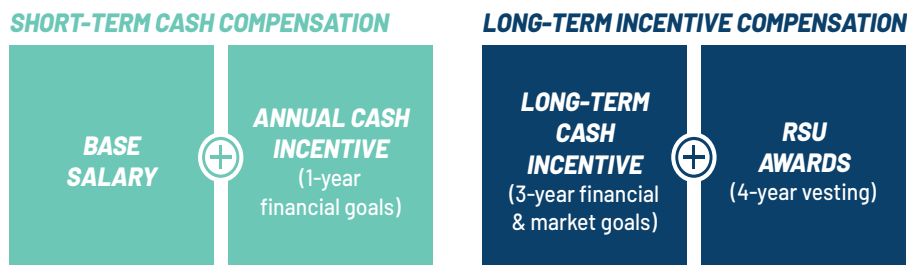 SHORT-TERM CASH COMPENSATION
BASE
SALARY
ANNUAL CASH
INCENTIVE
(1-year
financial goals)
LONG-TERM INCENTIVE COMPENSATION
LONG-TERM
CASH
INCENTIVE
(3-year financial
& market goals)
RSU
AWARDS
(4-year vesting)